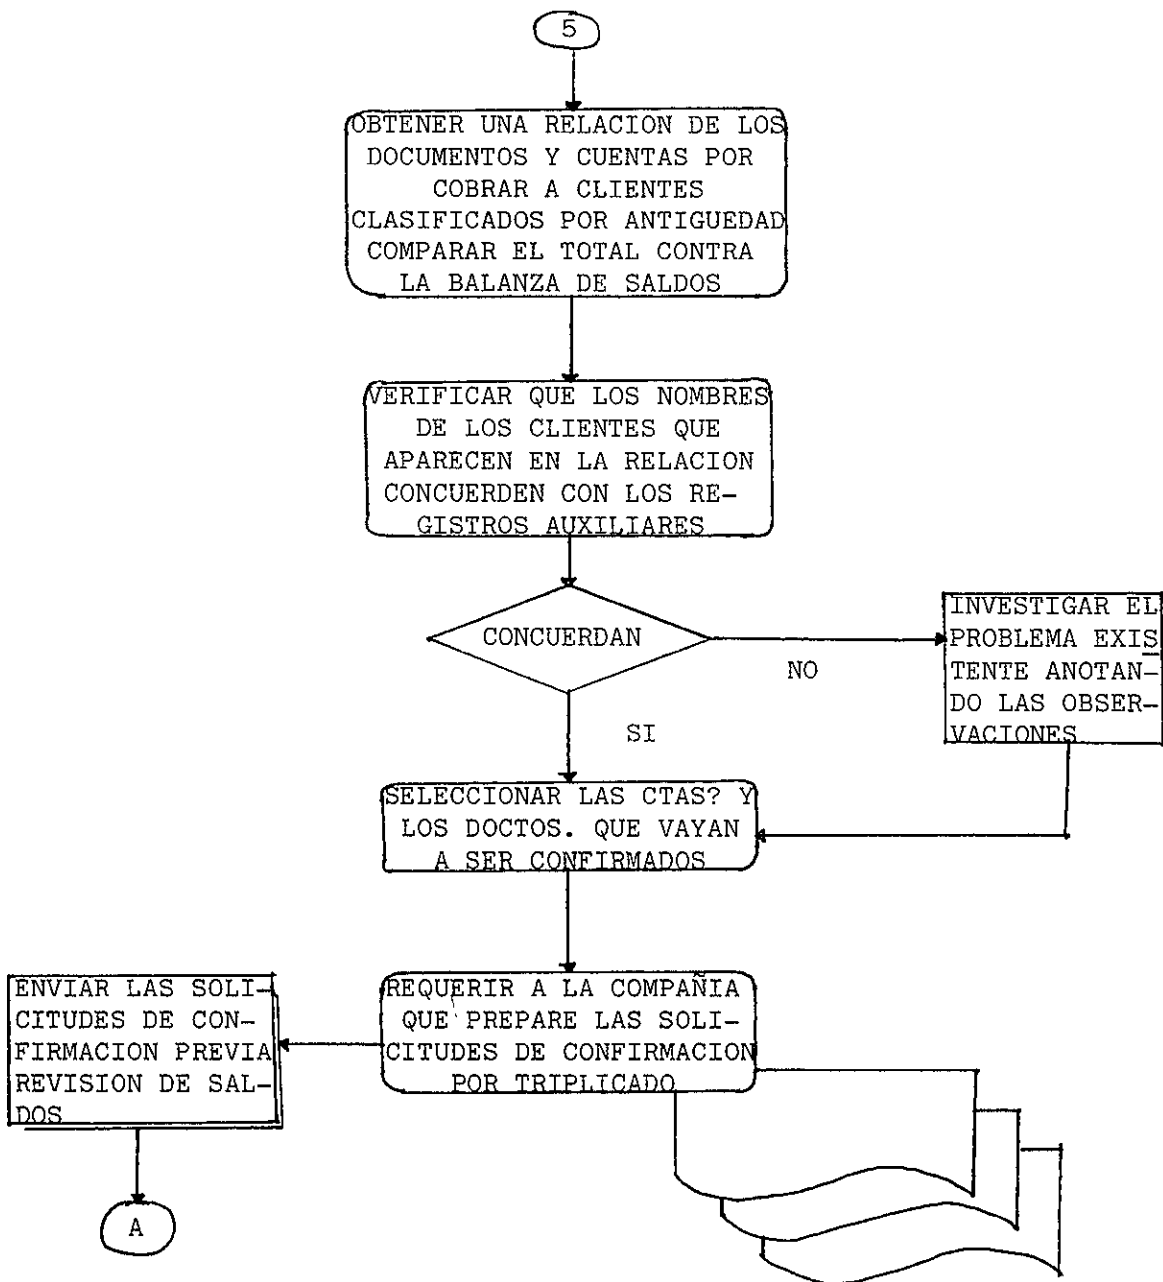 5
OBTENER UNA RELACION DE LOS
DOCUMENTOS Y CUENTAS POR
COBRAR A CLIENTES
CLASIFICADOS POR ANTIGUEDAD
COMPARAR EL TOTAL CONTRA
LA BALANZA DE SALDOS
VERIFICAR QUE LOS NOMBRES
DE LOS CLIENTES QUE
APARECEN EN LA RELACION
CONCUERDEN CON LOS RE-
GISTROS AUXILIARES
CONCUERDAN
NO
INVESTIGAR EL
PROBLEMA EXIS
TENTE ANOTAN-
DO LAS OBSER-
VACIONES
SI
SELECCIONAR LAS CTAS? Y
LOS DOCTOS. QUE VAYAN
A SER CONFIRMADOS
REQUERIR A LA COMPAÑIA
QUE PREPARE LAS SOLI-
CITUDES DE CONFIRMACION
POR TRIPLICADO
ENVIAR LAS SOLI-
CITUDES DE CON-
FIRMACION PREVIA
REVISION DE SAL-
DOS
A